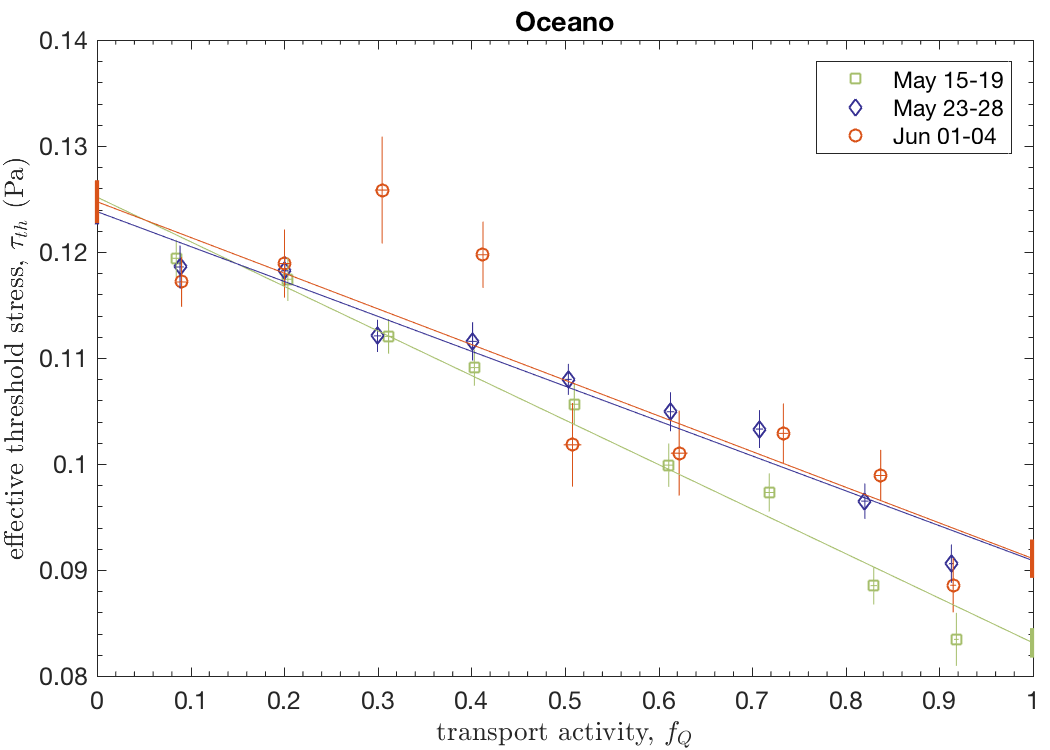 Oceano
0.14
0.13
0.12
0.11
0.1
0.09
0.08
effective threshold stress, τ_th (Pa)
May 15-19
May 23-28
Jun 01-04
0 0.1 0.2 0.3 0.4 0.5 0.6 0.7 0.8 0.9 1
transport activity, f_Q